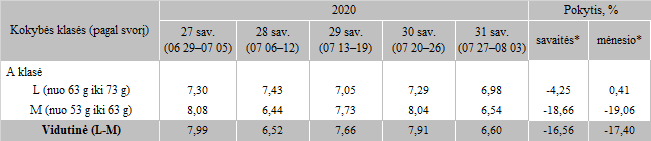 Kokybės klasės (pagal svorį) 2020 Pokytis, %
27 sav. 28 sav. 29 sav. 30 sav. 31 sav. savaitės* mėnesio*
(06 29–07 05) (07 06–12) (07 13–19) (07 20–26) (07 27–08 03)
A klasė
L (nuo 63 g iki 73 g) 7,30 7,43 7,05 7,29 6,98 -4,25 0,41
M (nuo 53 g iki 63 g) 8,08 6,44 7,73 8,04 6,54 -18,66 -19,06
Vidutinė (L-M) 7,99 6,52 7,66 7,91 6,60 -16,56 -17,40